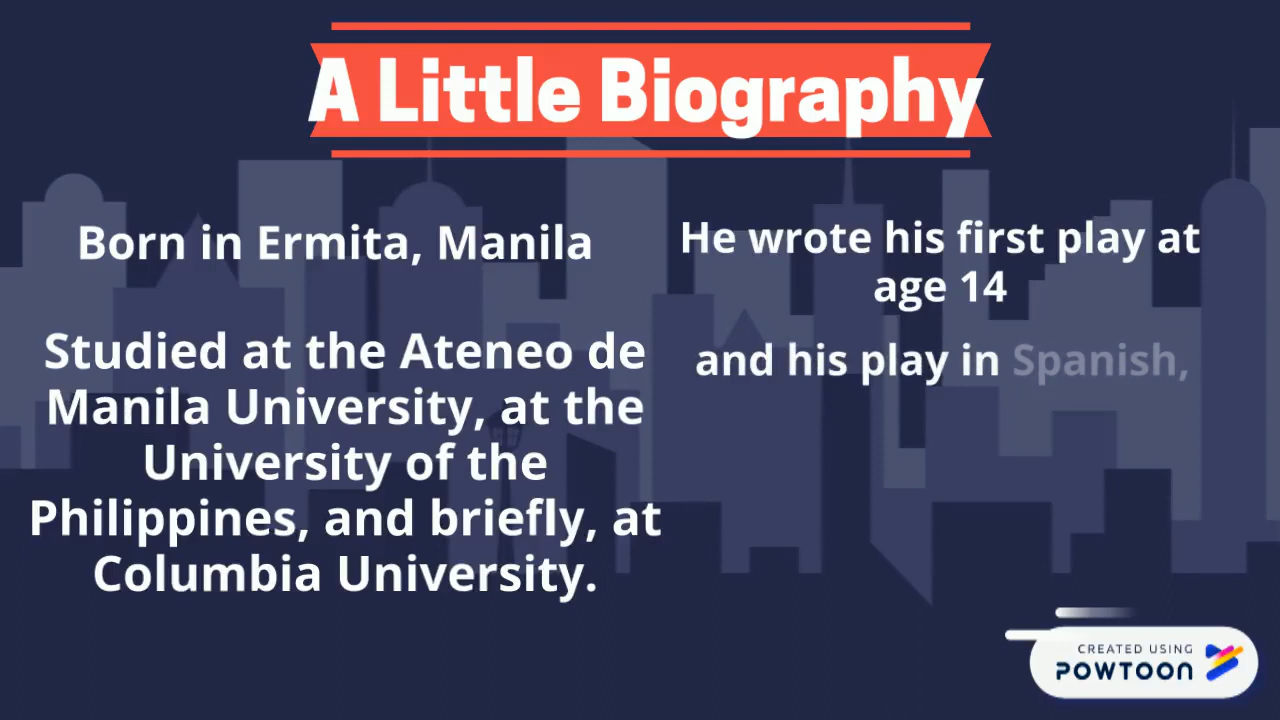 A Little Biography
Born in Ermita, Manila
Studied at the Ateneo de
Manila University, at the
University of the
Philippines, and briefly, at
Columbia University.
He wrote his first play at
age 14
and his play in Spanish,
CREATED USING
POWTOON